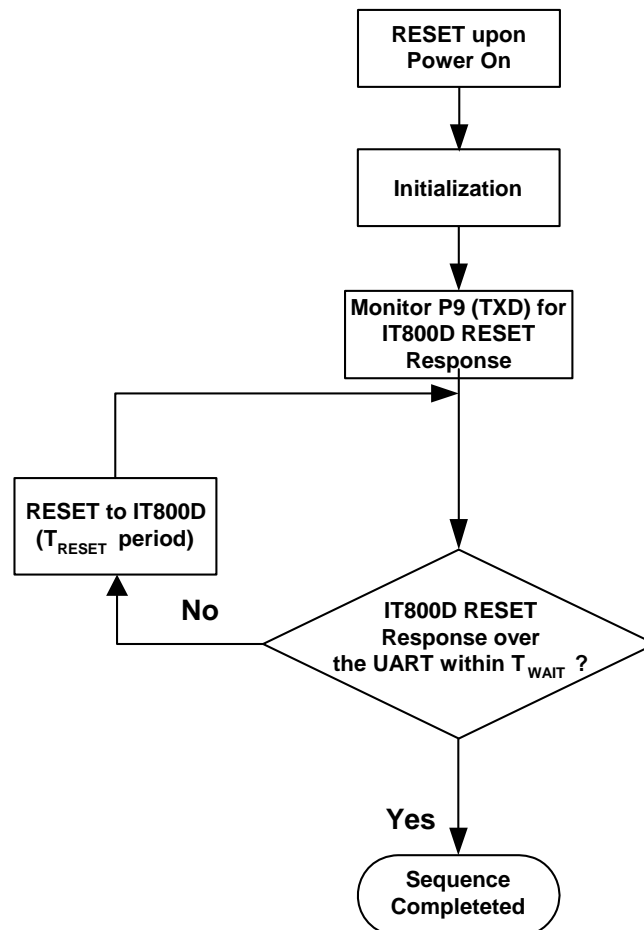 RESET upon
Power On
Initialization
Monitor P9 (TXD) for
IT800D RESET
Response
RESET to IT800D
(TRESET period)
No
IT800D RESET
Response over
the UART within TWAIT ?
Yes
Sequence
Completeted